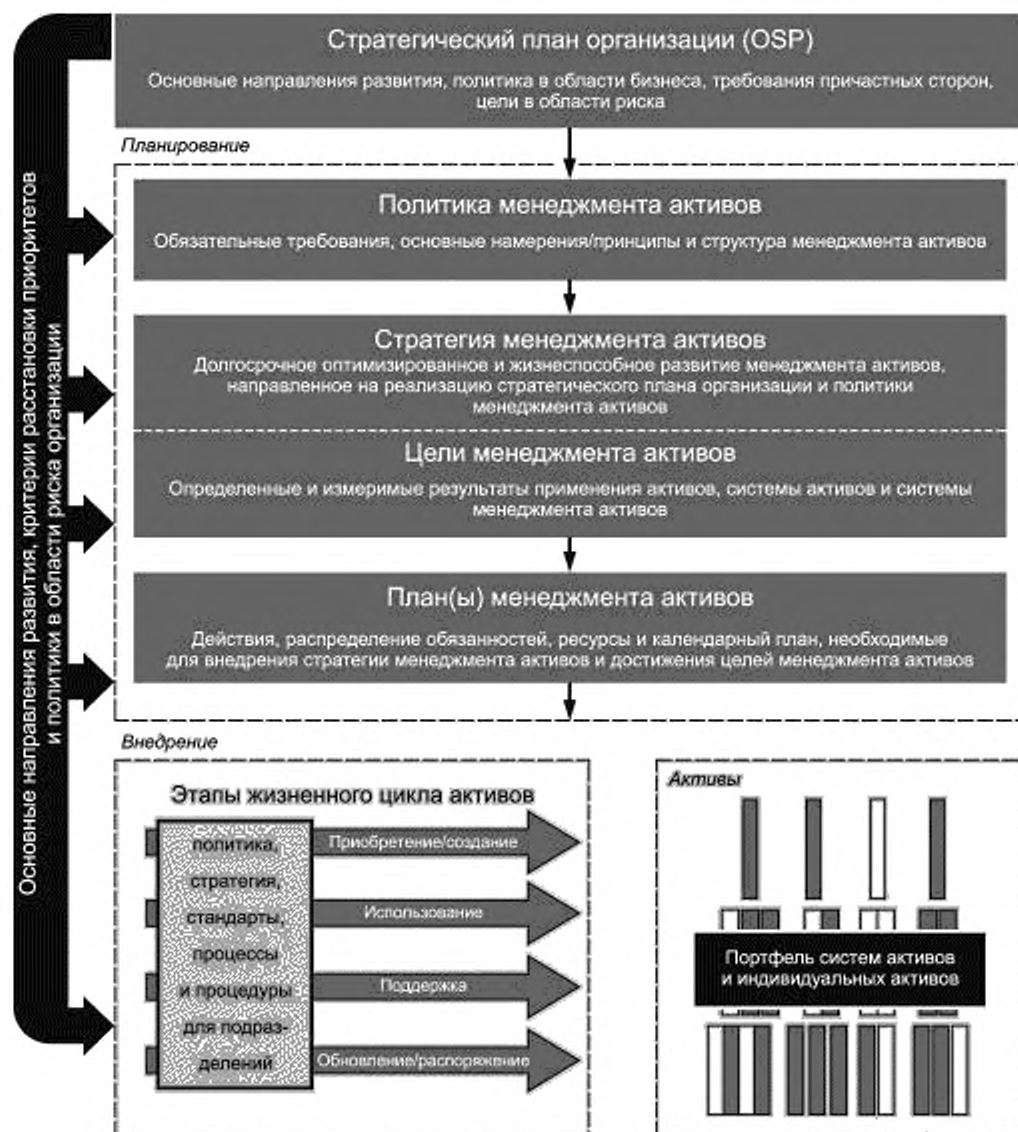 Стратегический план организации (OSP)
Основные направления развития, политика в области бизнеса, требования причастных сторон,
цели в области риска
Планирование
Политика менеджмента активов
Обязательные требования, основные намерения/принципы и структура менеджмента активов
Стратегия менеджмента активов
Долгосрочное оптимизированное и жизнеспособное развитие менеджмента активов,
направленное на реализацию стратегического плана организации и политики
менеджмента активов
Цели менеджмента активов
Определенные и измеримые результаты применения активов, системы активов и системы
менеджмента активов
План(ы) менеджмента активов
Действия, распределение обязанностей, ресурсы и календарный план, необходимые
для внедрения стратегии менеджмента активов и достижения целей менеджмента активов
Основные направления развития, критерии расстановки приоритетов
и политики в области риска организации
Внедрение
Этапы жизненного цикла активов
политика,
стратегия,
стандарты,
процессы
и процедуры
для подраз-
делений
Приобретение/создание
Использование
Поддержка
Обновление/распоряжение
Активы
Портфель систем активов
и индивидуальных активов